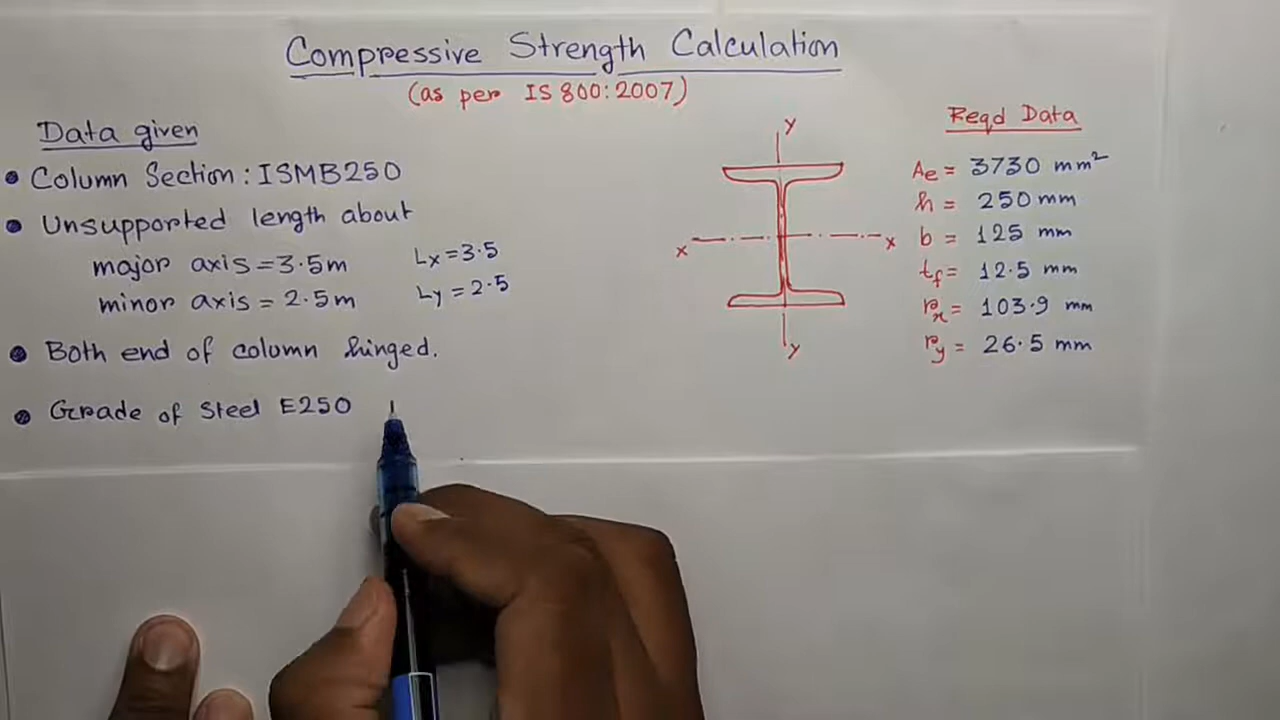 Compressive Strength Calculation
(as per IS 800:2007)
Data given
• Column Section: ISMB250
• Unsupported length about
major axis = 3.5m Lx = 3.5
minor axis = 2.5m Ly = 2.5
• Both end of column hinged.
• Grade of Steel E250
y
x x
y
Reqd Data
Ae = 3730 mm²
h = 250 mm
b = 125 mm
tf = 12.5 mm
rx = 103.9 mm
ry = 26.5 mm